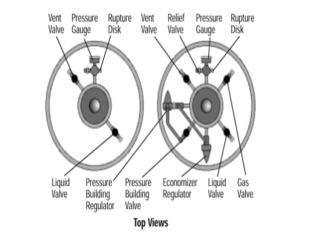 Vent Pressure Rupture Vent Relief Pressure Rupture
Valve Gauge Disk Valve Valve Gauge Disk
Liquid Pressure Pressure Economizer Liquid Gas
Valve Building Building Regulator Valve Valve
Regulator Valve
Top Views